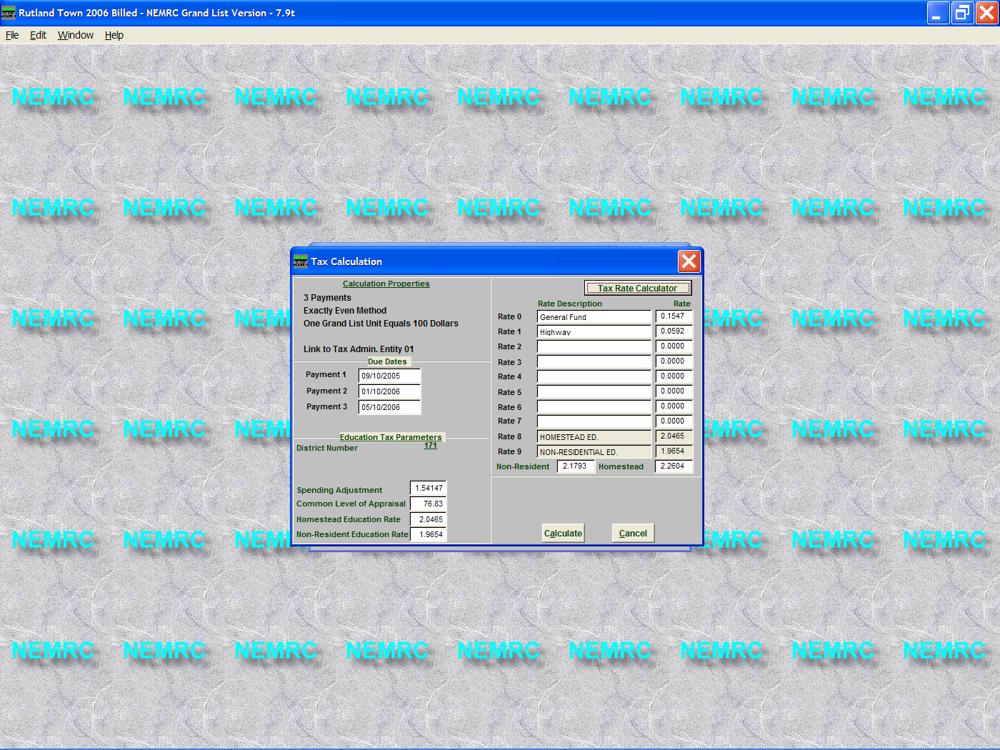 Rutland Town 2006 Billed - NEMRC Grand List Version - 7.9t
File Edit Window Help
NEMRC NEMRC NEMRC NEMRC NEMRC NEMRC NEMRC NEMRC NEMRC
NEMRC NEMRC NEMRC NEMRC NEMRC NEMRC NEMRC NEMRC NEMRC
Tax Calculation
Calculation Properties
3 Payments
Exactly Even Method
One Grand List Unit Equals 100 Dollars
Link to Tax Admin. Entity 01
Due Dates
Payment 1 09/10/2005
Payment 2 01/10/2006
Payment 3 05/10/2006
Education Tax Parameters
District Number 171
Spending Adjustment 1.54147
Common Level of Appraisal 76.83
Homestead Education Rate 2.0465
Non-Resident Education Rate 1.9654
Tax Rate Calculator
Rate Description Rate
Rate 0 General Fund 0.1547
Rate 1 Highway 0.0592
Rate 2 0.0000
Rate 3 0.0000
Rate 4 0.0000
Rate 5 0.0000
Rate 6 0.0000
Rate 7 0.0000
Rate 8 HOMESTEAD ED. 2.0465
Rate 9 NON-RESIDENTIAL ED. 1.9654
Non-Resident 2.1793 Homestead 2.2604
Calculate Cancel
NEMRC NEMRC NEMRC EMRC NEMRC NEMRC
NEMRC NEMRC NEMRC EMRC NEMRC NEMRC
NEMRC NEMRC NEMRC EMRC NEMRC NEMRC
NEMRC NEMRC NEMRC NEMRC NEMRC NEMRC NEMRC NEMRC NEMRC